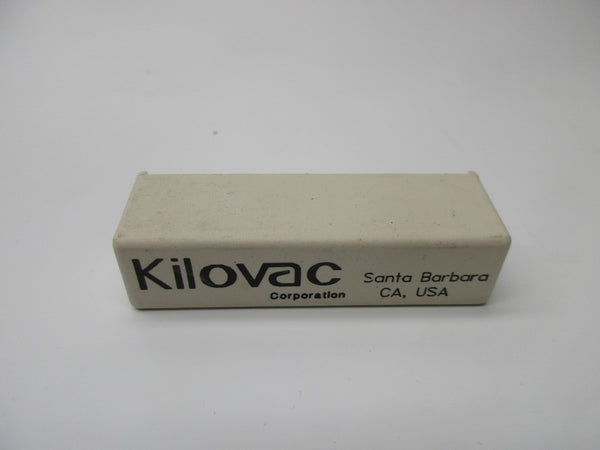 Kilovac
Corporation
Santa Barbara
CA, USA